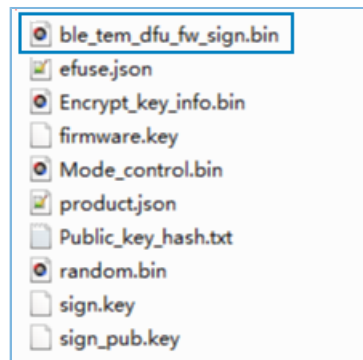 ble_tem_dfu_fw_sign.bin
efuse.json
Encrypt_key_info.bin
firmware.key
Mode_control.bin
product.json
Public_key_hash.txt
random.bin
sign.key
sign_pub.key